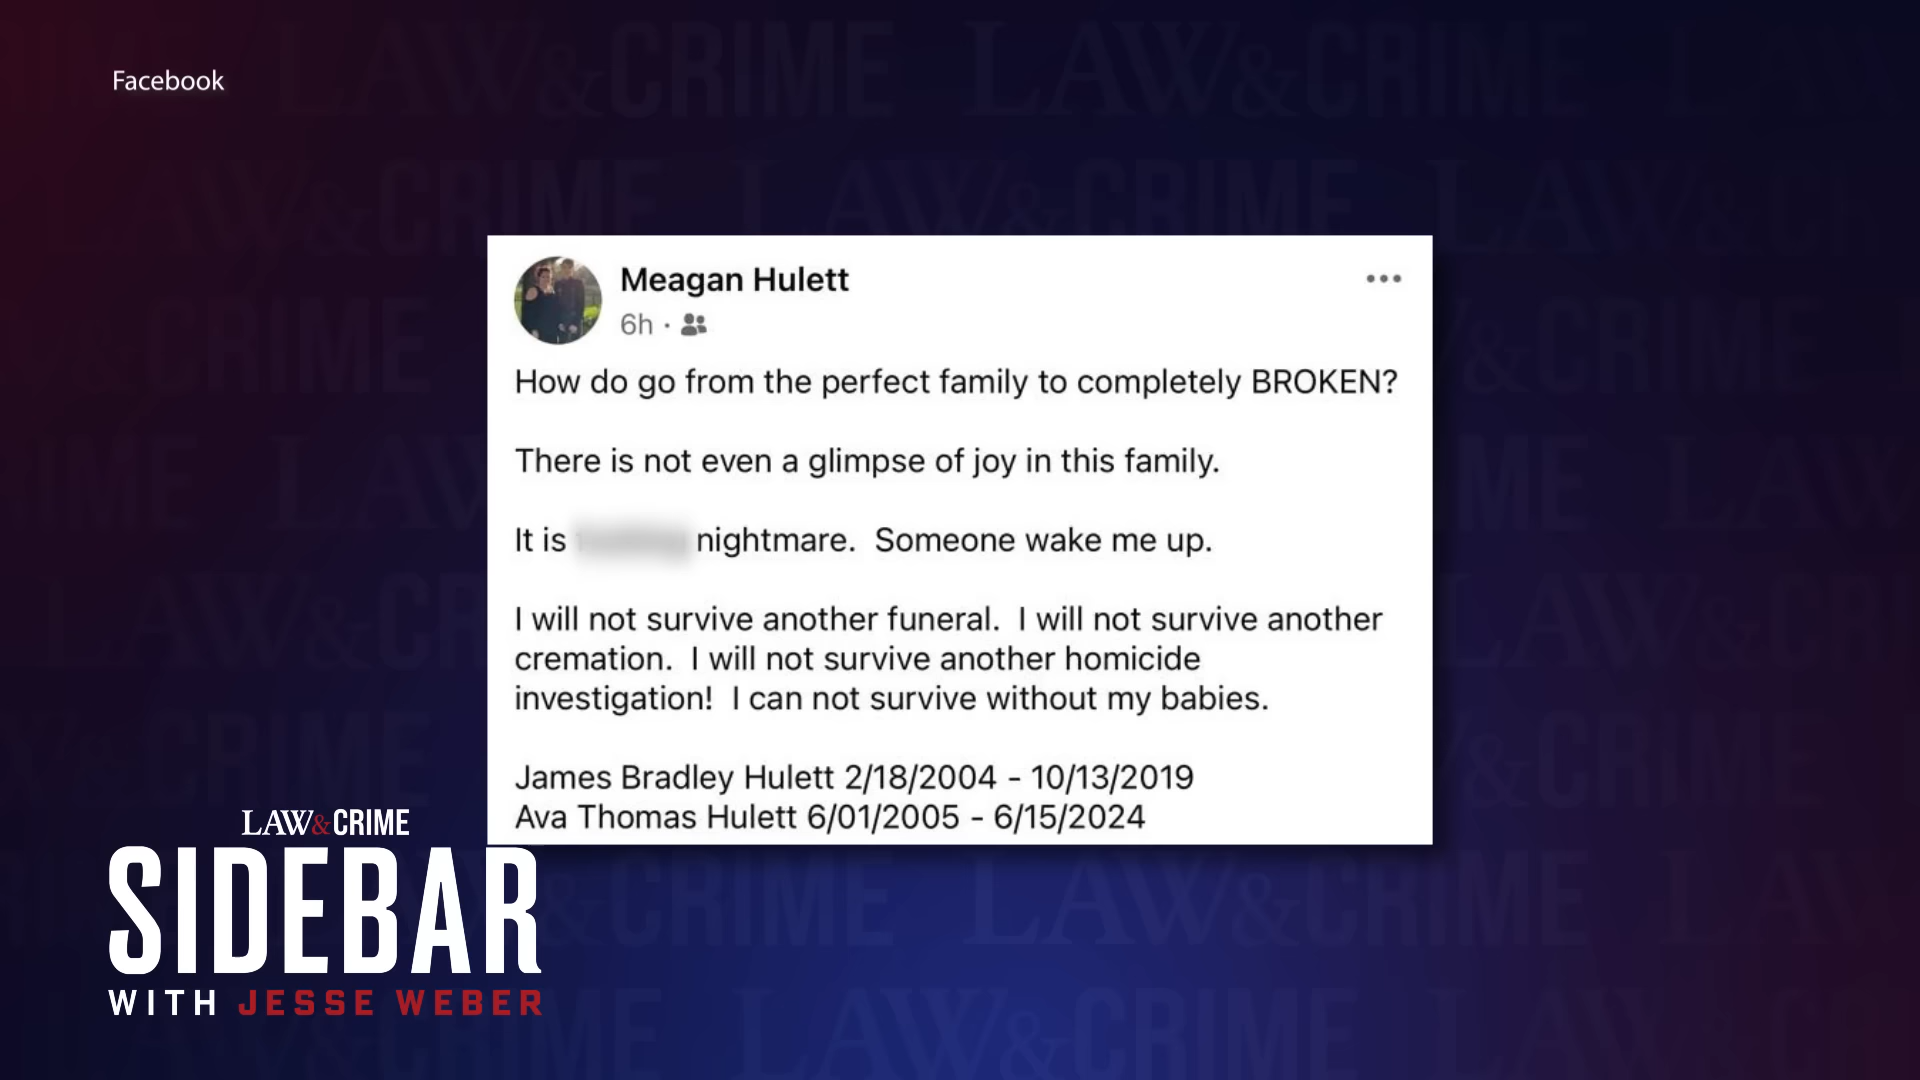 Facebook
Meagan Hulett
6h ·
How do go from the perfect family to completely BROKEN?
There is not even a glimpse of joy in this family.
It is nightmare. Someone wake me up.
I will not survive another funeral. I will not survive another
cremation. I will not survive another homicide
investigation! I can not survive without my babies.
James Bradley Hulett 2/18/2004 - 10/13/2019
Ava Thomas Hulett 6/01/2005 - 6/15/2024
LAW&CRIME
SIDEBAR
WITH JESSE WEBER